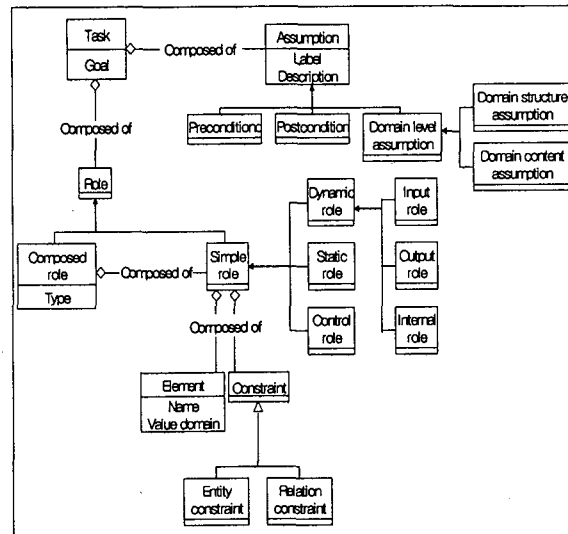 Task
Goal
Composed of
Assumption
Label
Description
Composed of
Precondition
Postcondition
Domain level
assumption
Domain structure
assumption
Domain content
assumption
Role
Composed
role
Type
Composed of
Simple
role
Dynamic
role
Static
role
Control
role
Input
role
Output
role
Internal
role
Composed of
Element
Name
Value domain
Constraint
Entity
constraint
Relation
constraint